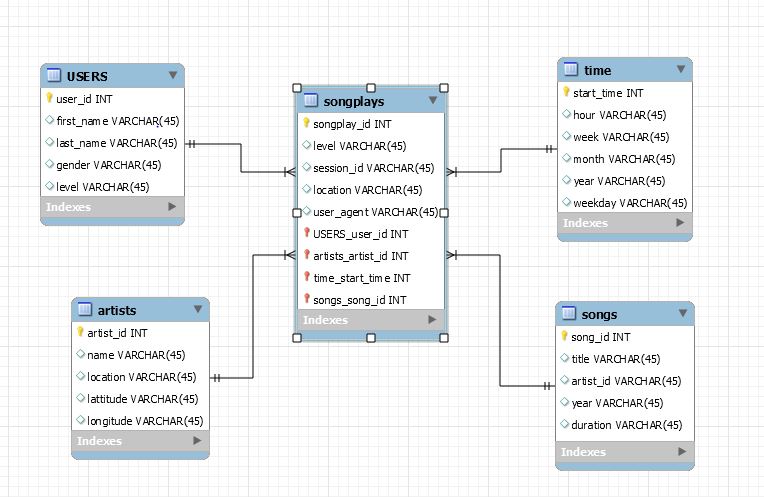 USERS
user_id INT
first_name VARCHAR(45)
last_name VARCHAR(45)
gender VARCHAR(45)
level VARCHAR(45)
Indexes
songplays
songplay_id INT
level VARCHAR(45)
session_id VARCHAR(45)
location VARCHAR(45)
user_agent VARCHAR(45)
USERS_user_id INT
artists_artist_id INT
time_start_time INT
songs_song_id INT
Indexes
time
start_time INT
hour VARCHAR(45)
week VARCHAR(45)
month VARCHAR(45)
year VARCHAR(45)
weekday VARCHAR(45)
Indexes
artists
artist_id INT
name VARCHAR(45)
location VARCHAR(45)
lattitude VARCHAR(45)
longitude VARCHAR(45)
Indexes
songs
song_id INT
title VARCHAR(45)
artist_id VARCHAR(45)
year VARCHAR(45)
duration VARCHAR(45)
Indexes